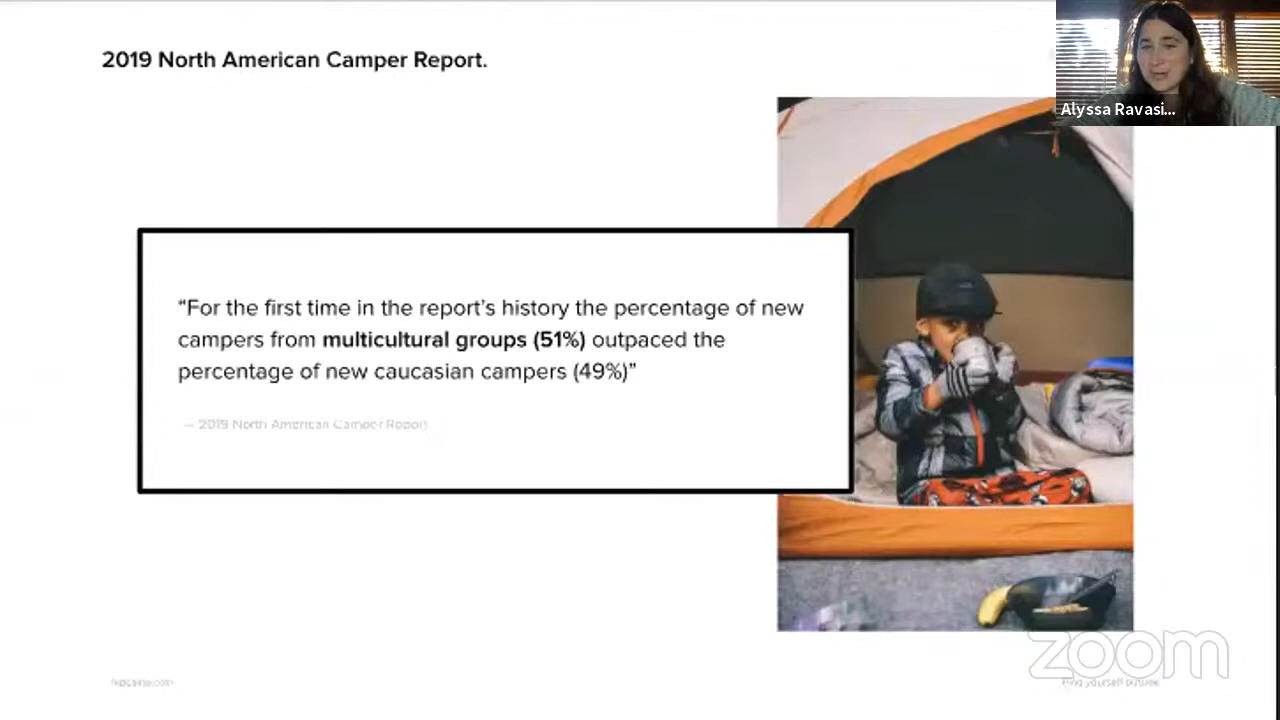 2019 North American Camper Report.
Alyssa Ravasi...
“For the first time in the report’s history the percentage of new
campers from multicultural groups (51%) outpaced the
percentage of new caucasian campers (49%)”
— 2019 North American Camper Report
zoom
yourself outside